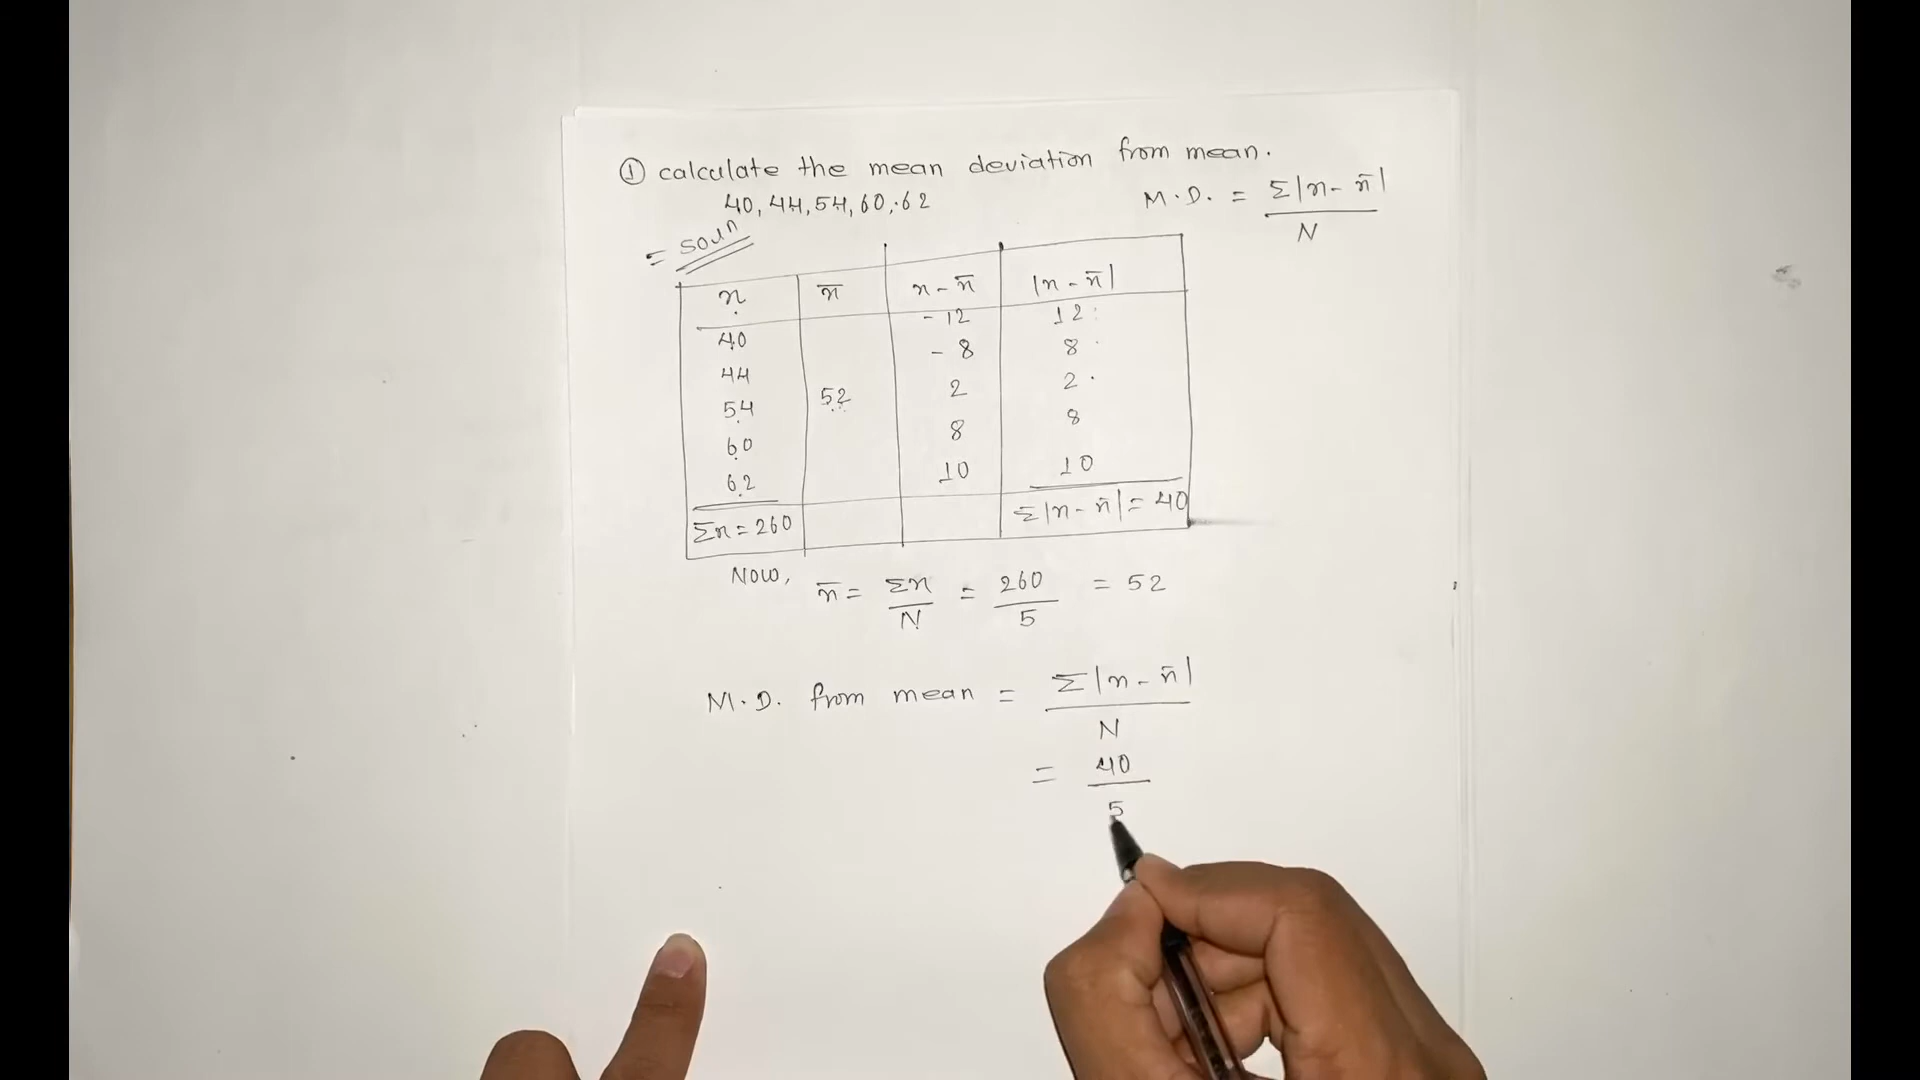 ① calculate the mean deviation from mean.
40, 44, 54, 60, 62
M.D. = Σ|x - x̄| / N
= Soln
x x̄ x - x̄ |x - x̄|
40 -12 12
44 -8 8
54 52 2 2
60 8 8
62 10 10
Σx = 260 Σ|x - x̄| = 40
Now, x̄ = Σx / N = 260 / 5 = 52
M.D. from mean = Σ|x - x̄| / N
= 40 / 5